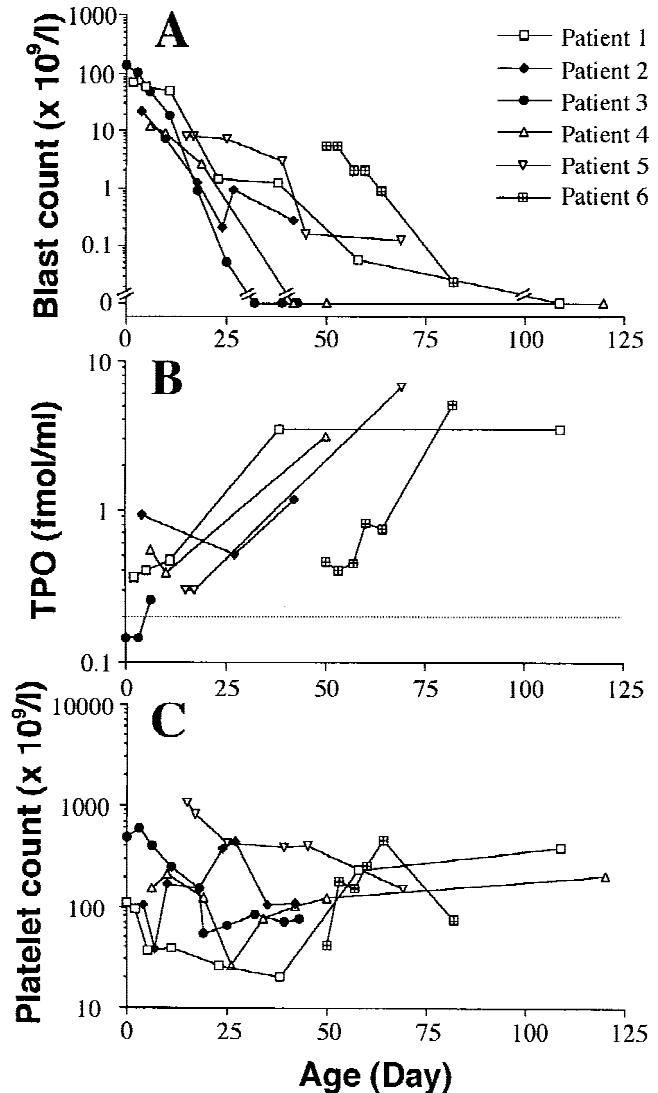 A
Blast count (x 10⁹/l)
1000
100
10
1
0.1
0
0 25 50 75 100 125
Patient 1
Patient 2
Patient 3
Patient 4
Patient 5
Patient 6
B
TPO (fmol/ml)
10
1
0.1
0 25 50 75 100 125
C
Platelet count (x 10⁹/l)
10000
1000
100
10
0 25 50 75 100 125
Age (Day)